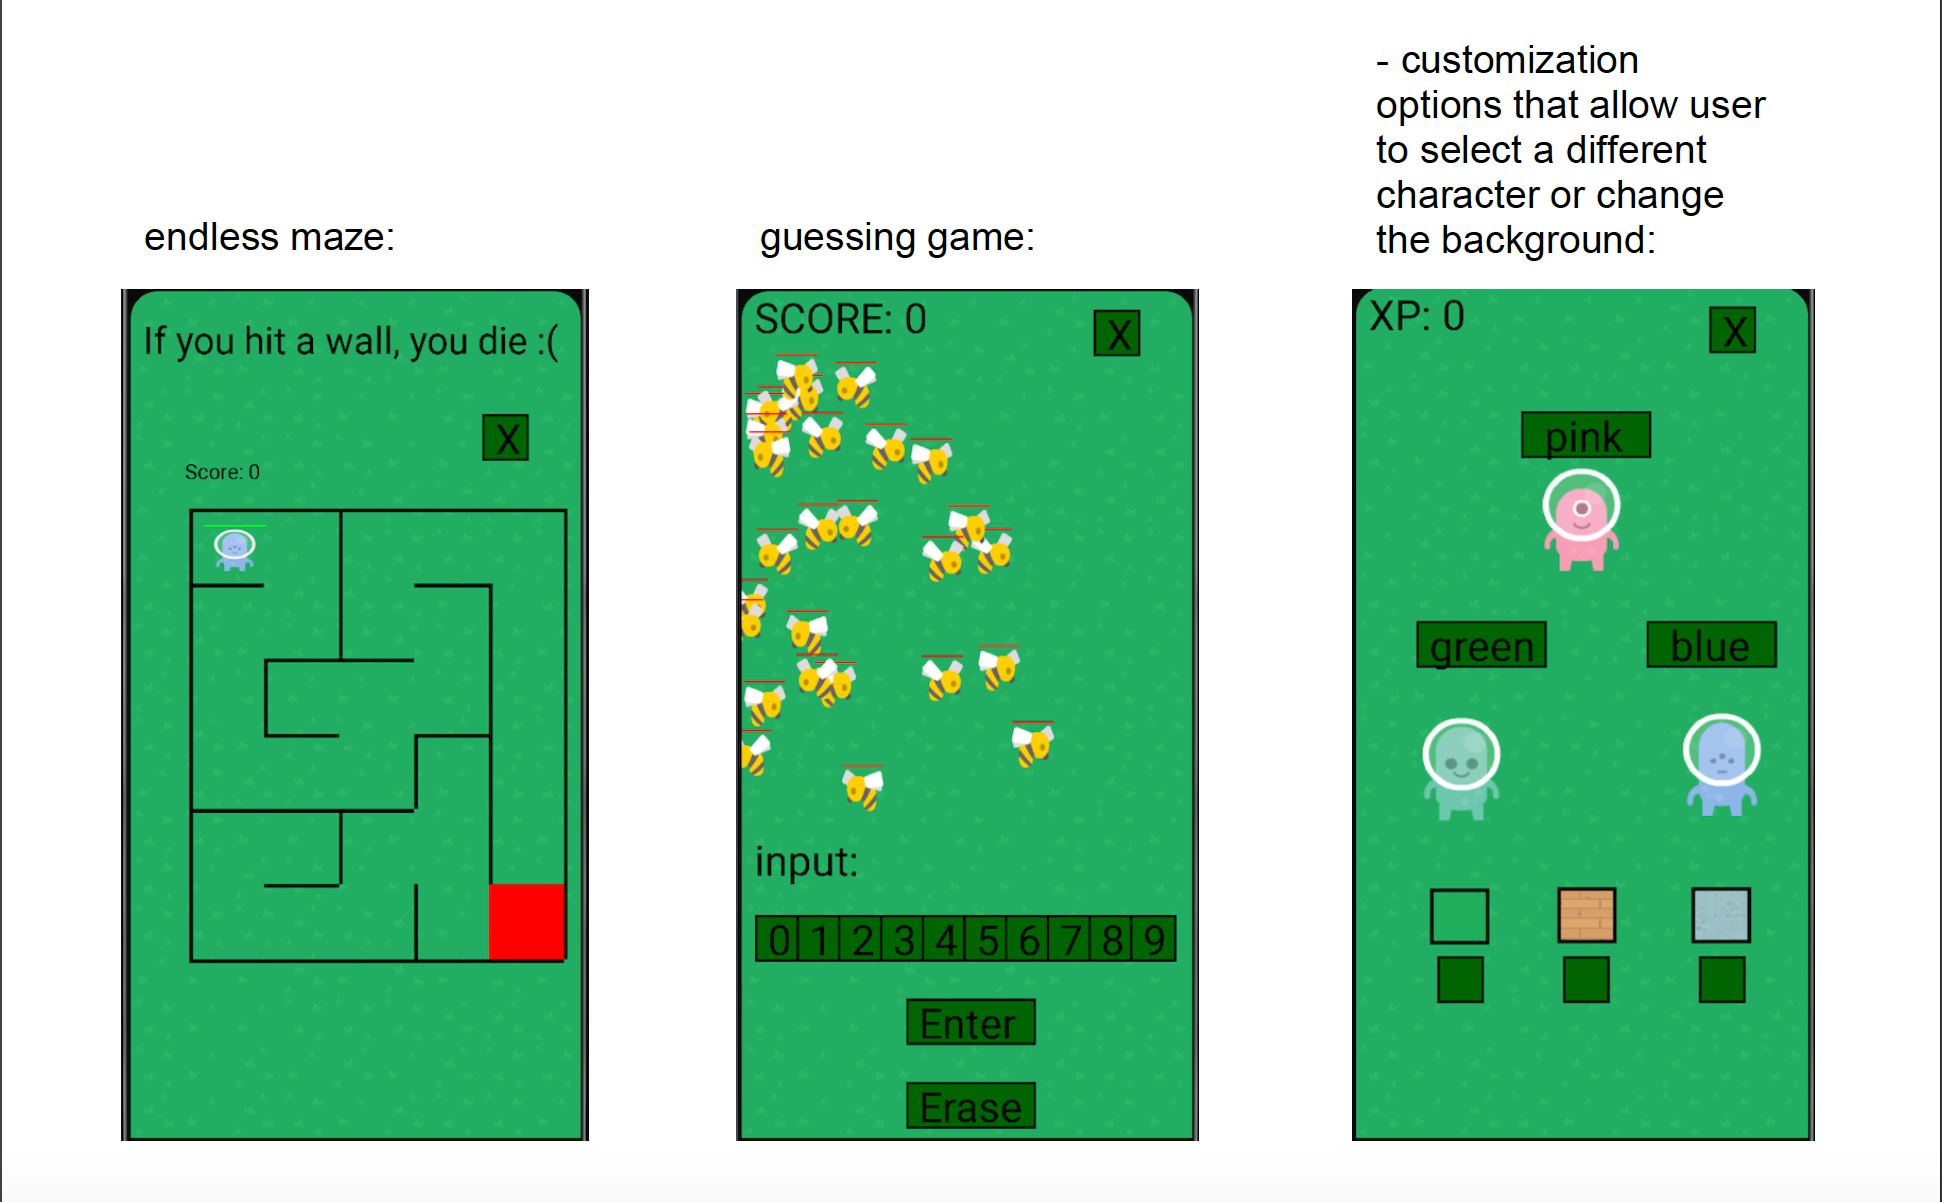 - customization
options that allow user
to select a different
character or change
the background:
endless maze:
guessing game:
If you hit a wall, you die :(
X
Score: 0
SCORE: 0
X
input:
0 1 2 3 4 5 6 7 8 9
Enter
Erase
XP: 0
X
pink
green
blue